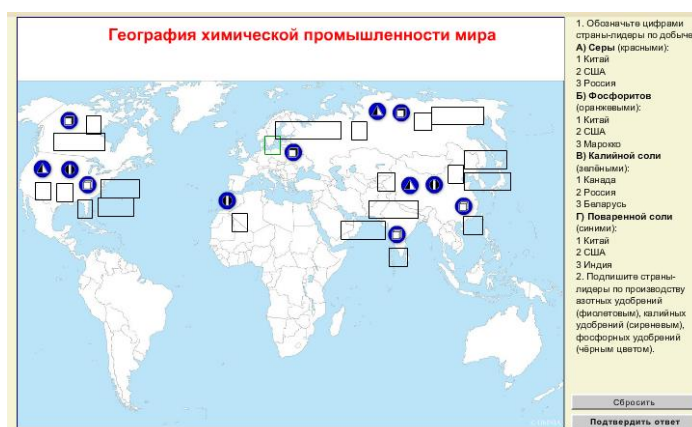 География химической промышленности мира
1. Обозначьте цифрами
страны-лидеры по добыче
А) Серы (красными):
1 Китай
2 США
3 Россия
Б) Фосфоритов
(оранжевыми):
1 Китай
2 США
3 Марокко
В) Калийной соли
(зелёными):
1 Канада
2 Россия
3 Беларусь
Г) Поваренной соли
(синими):
1 Китай
2 США
3 Индия
2. Подпишите страны-
лидеры по производству
азотных удобрений
(фиолетовым), калийных
удобрений (сиреневым),
фосфорных удобрений
(чёрным цветом).
Сбросить
Подтвердить ответ